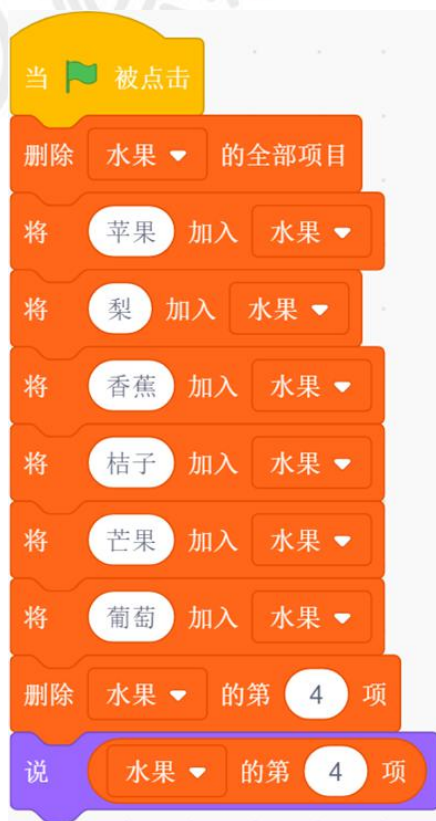 当 被点击
删除 水果 的全部项目
将 苹果 加入 水果
将 梨 加入 水果
将 香蕉 加入 水果
将 桔子 加入 水果
将 芒果 加入 水果
将 葡萄 加入 水果
删除 水果 的第 4 项
说 水果 的第 4 项